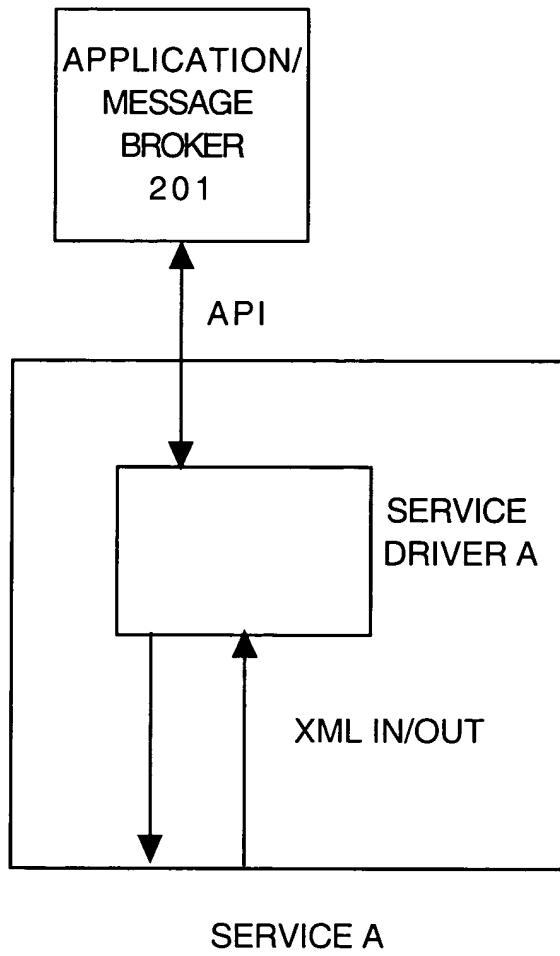 APPLICATION/
MESSAGE
BROKER
201
API
SERVICE
DRIVER A
XML IN/OUT
SERVICE A